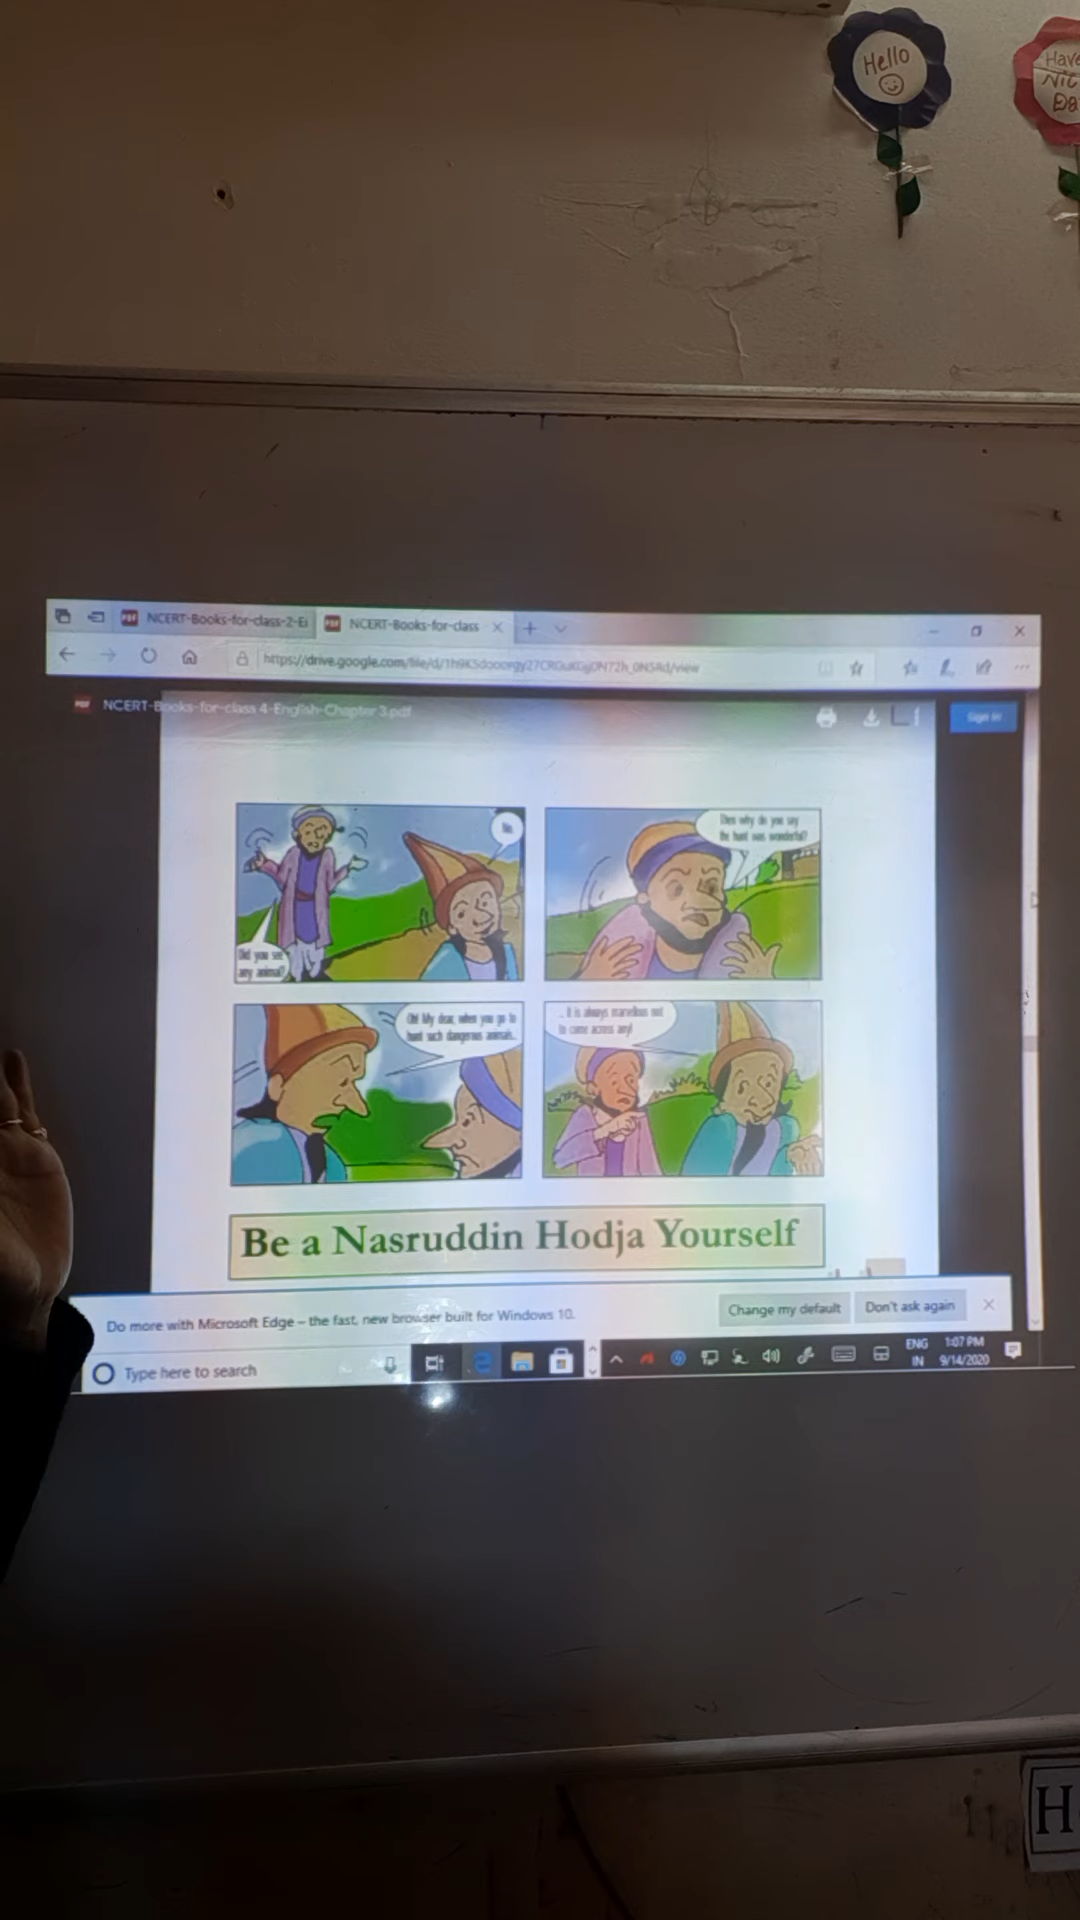 Hello
Have
Nic
Da
NCERT-Books-for-class-2-E
NCERT-Books-for-class
NCERT-Books-for-class 4-English-Chapter 3.pdf
Sign in
No.
Did you see
any animal?
Then why do you say
the hunt was wonderful?
Oh! My dear, when you go to
hunt such dangerous animals..
.. it is always marvellous not
to come across any!
Be a Nasruddin Hodja Yourself
Do more with Microsoft Edge – the fast, new browser built for Windows 10.
Change my default
Don't ask again
Type here to search
ENG
IN
1:07 PM
9/14/2020
H